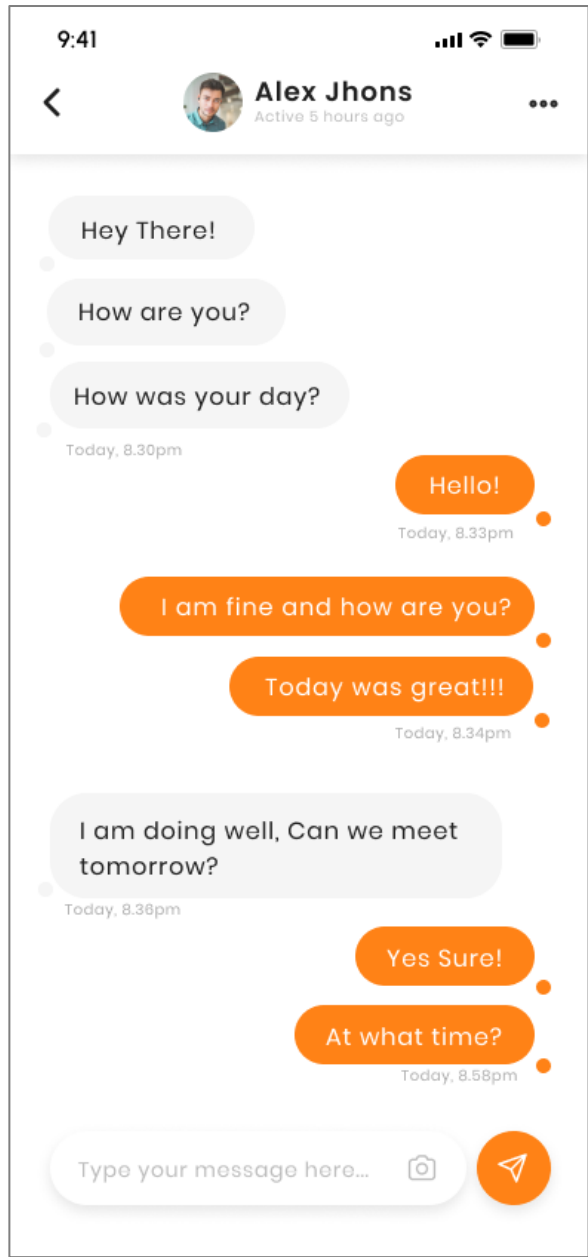 9:41
Alex Jhons
Active 5 hours ago
Hey There!
How are you?
How was your day?
Today, 8.30pm
Hello!
Today, 8.33pm
I am fine and how are you?
Today was great!!!
Today, 8.34pm
I am doing well, Can we meet
tomorrow?
Today, 8.36pm
Yes Sure!
At what time?
Today, 8.58pm
Type your message here...